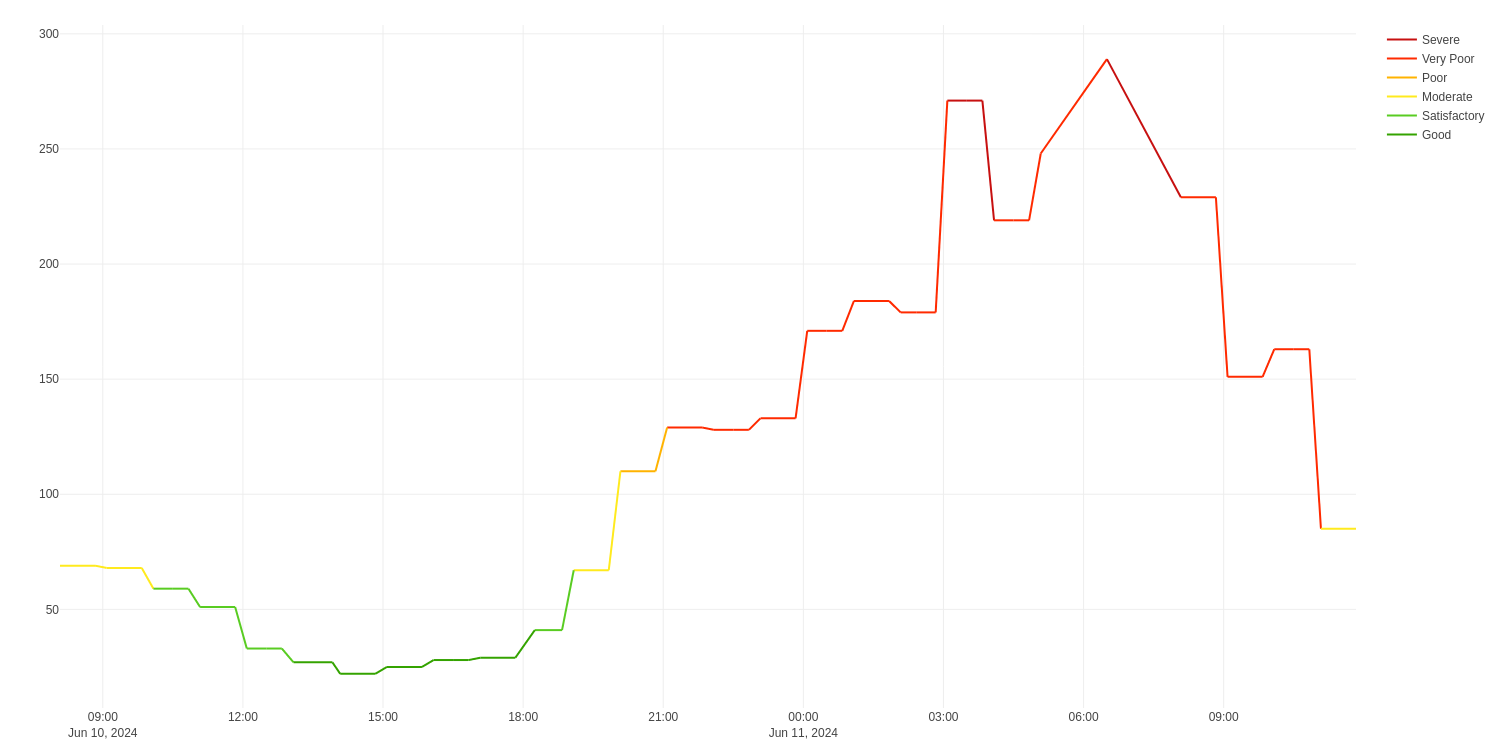 300
250
200
150
100
50
09:00
Jun 10, 2024
12:00
15:00
18:00
21:00
00:00
Jun 11, 2024
03:00
06:00
09:00
Severe
Very Poor
Poor
Moderate
Satisfactory
Good